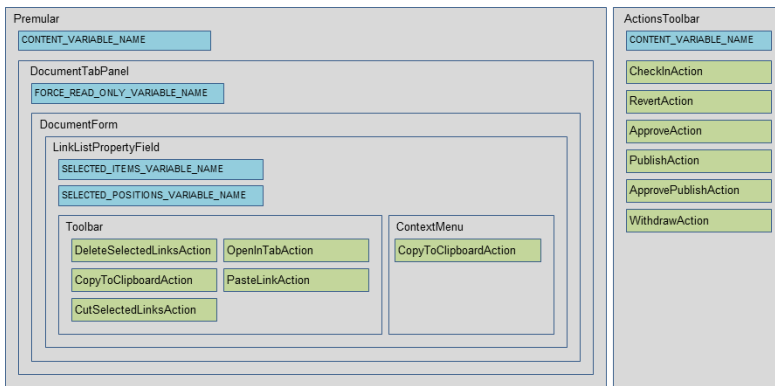 Premular
CONTENT_VARIABLE_NAME
DocumentTabPanel
FORCE_READ_ONLY_VARIABLE_NAME
DocumentForm
LinkListPropertyField
SELECTED_ITEMS_VARIABLE_NAME
SELECTED_POSITIONS_VARIABLE_NAME
Toolbar
DeleteSelectedLinksAction OpenInTabAction
CopyToClipboardAction PasteLinkAction
CutSelectedLinksAction
ContextMenu
CopyToClipboardAction
ActionsToolbar
CONTENT_VARIABLE_NAME
CheckInAction
RevertAction
ApproveAction
PublishAction
ApprovePublishAction
WithdrawAction